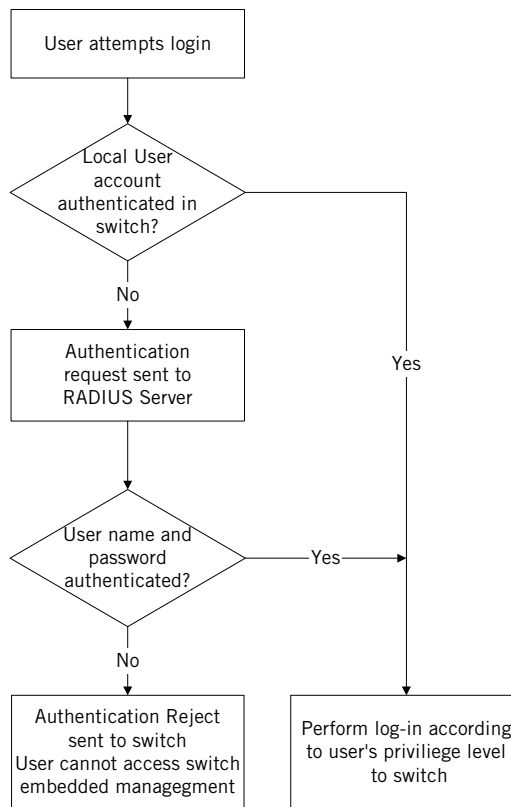 User attempts login
Local User
account
authenticated in
switch?
No
Authentication
request sent to
RADIUS Server
Yes
User name and
password
authenticated?
Yes
No
Authentication Reject
sent to switch
User cannot access switch
embedded managegment
Perform log-in according
to user's priviliege level
to switch